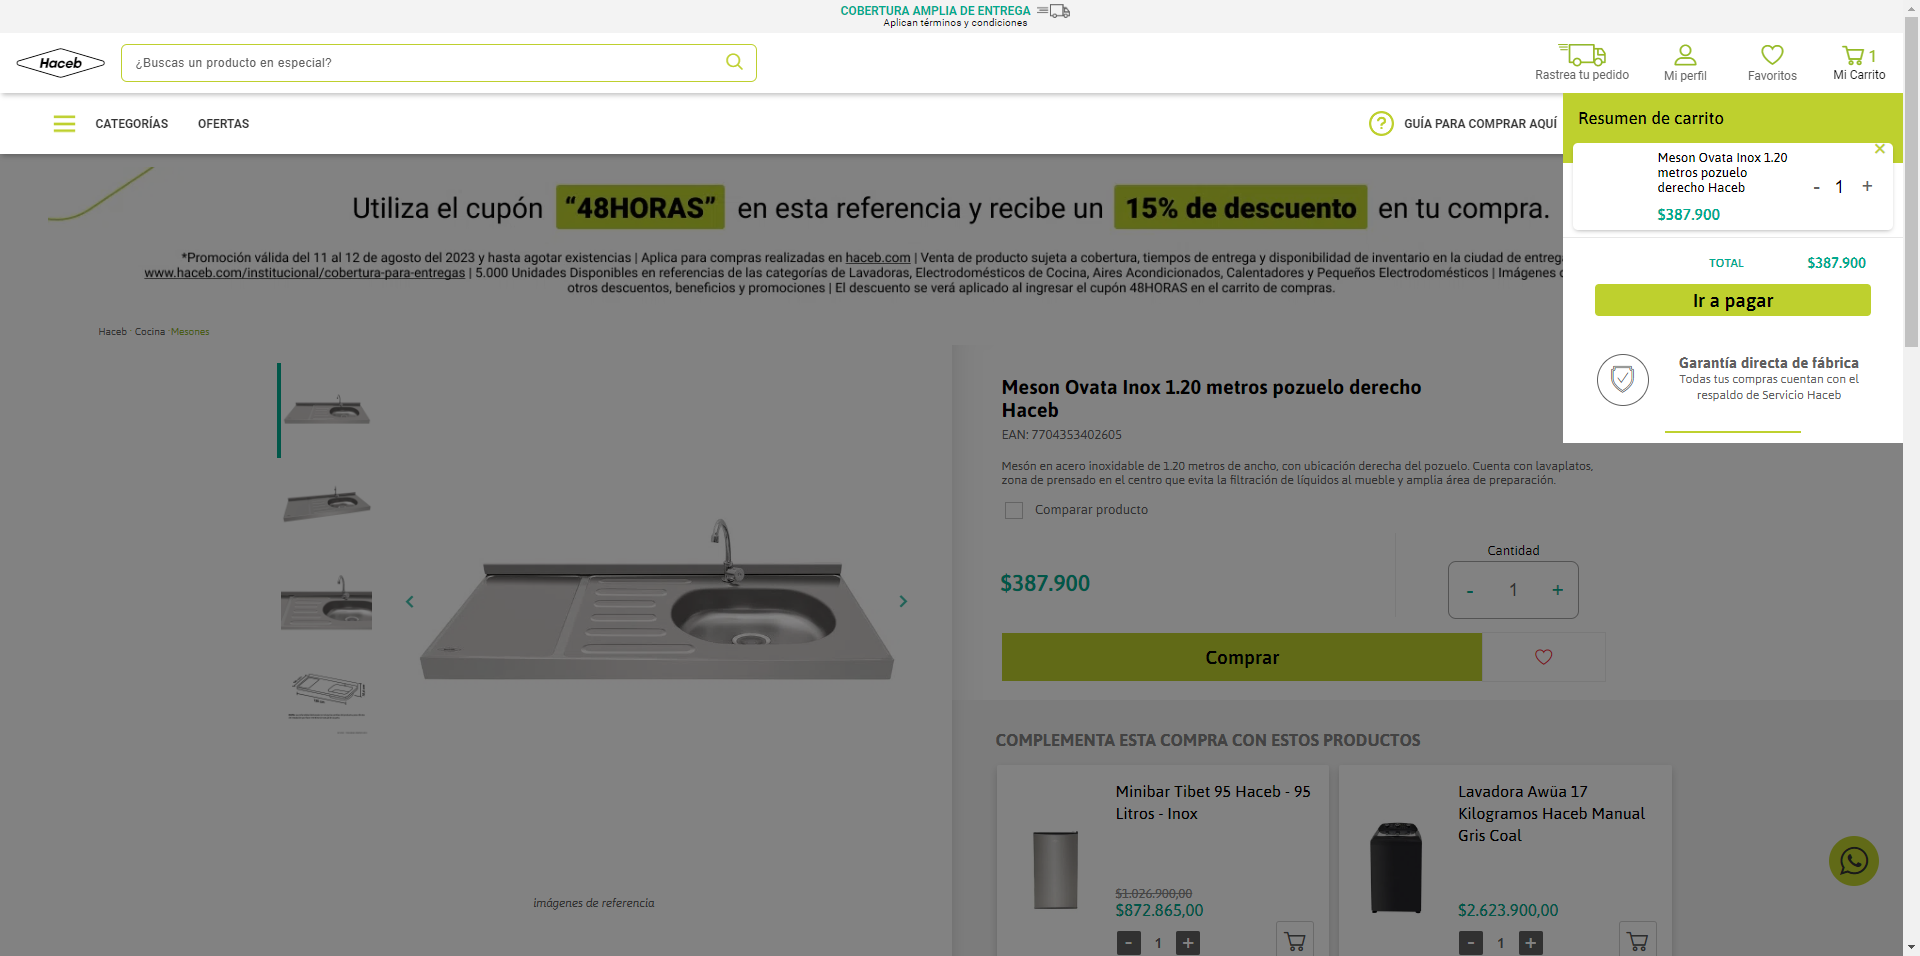 COBERTURA AMPLIA DE ENTREGA
Aplican términos y condiciones
Haceb
¿Buscas un producto en especial?
Rastrea tu pedido
Mi perfil
Favoritos
1
Mi Carrito
CATEGORÍAS
OFERTAS
GUÍA PARA COMPRAR AQUÍ
Resumen de carrito
Meson Ovata Inox 1.20
metros pozuelo
derecho Haceb
- 1 +
$387.900
TOTAL $387.900
Ir a pagar
Garantía directa de fábrica
Todas tus compras cuentan con el
respaldo de Servicio Haceb
Utiliza el cupón “48HORAS” en esta referencia y recibe un 15% de descuento en tu compra.
*Promoción válida del 11 al 12 de agosto del 2023 y hasta agotar existencias | Aplica para compras realizadas en haceb.com | Venta de producto sujeta a cobertura, tiempos de entrega y disponibilidad de inventario en la ciudad de entreg
www.haceb.com/institucional/cobertura-para-entregas | 5.000 Unidades Disponibles en referencias de las categorías de Lavadoras, Electrodomésticos de Cocina, Aires Acondicionados, Calentadores y Pequeños Electrodomésticos | Imágenes
otros descuentos, beneficios y promociones | El descuento se verá aplicado al ingresar el cupón 48HORAS en el carrito de compras.
Haceb · Cocina · Mesones
Meson Ovata Inox 1.20 metros pozuelo derecho
Haceb
EAN: 7704353402605
Mesón en acero inoxidable de 1.20 metros de ancho, con ubicación derecha del pozuelo. Cuenta con lavaplatos,
zona de prensado en el centro que evita la filtración de líquidos al mueble y amplia área de preparación.
Comparar producto
$387.900
Cantidad
- 1 +
Comprar
imágenes de referencia
COMPLEMENTA ESTA COMPRA CON ESTOS PRODUCTOS
Minibar Tibet 95 Haceb - 95
Litros - Inox
$1.026.900,00
$872.865,00
- 1 +
Lavadora Awüa 17
Kilogramos Haceb Manual
Gris Coal
$2.623.900,00
- 1 +